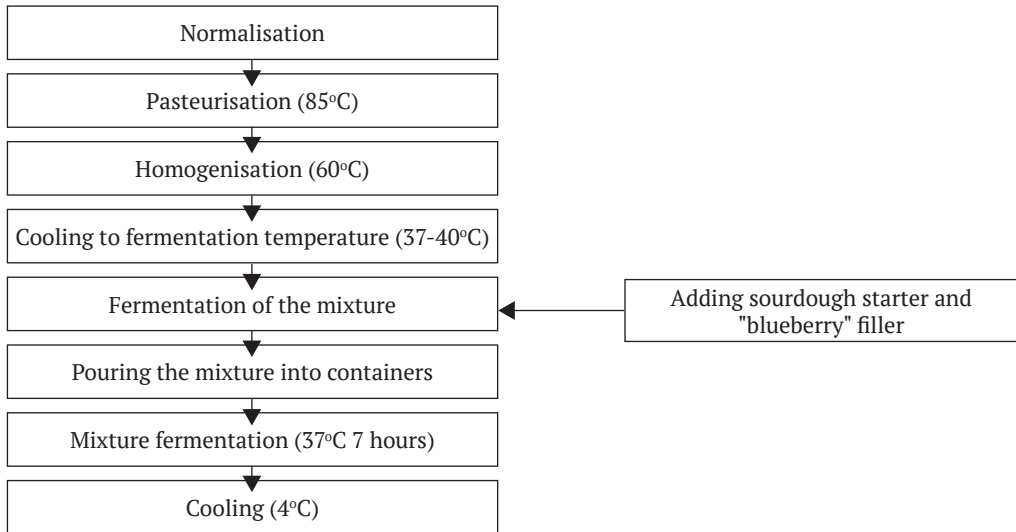 Normalisation
Pasteurisation (85°C)
Homogenisation (60°C)
Cooling to fermentation temperature (37-40°C)
Fermentation of the mixture
Adding sourdough starter and
"blueberry" filler
Pouring the mixture into containers
Mixture fermentation (37°C 7 hours)
Cooling (4°C)